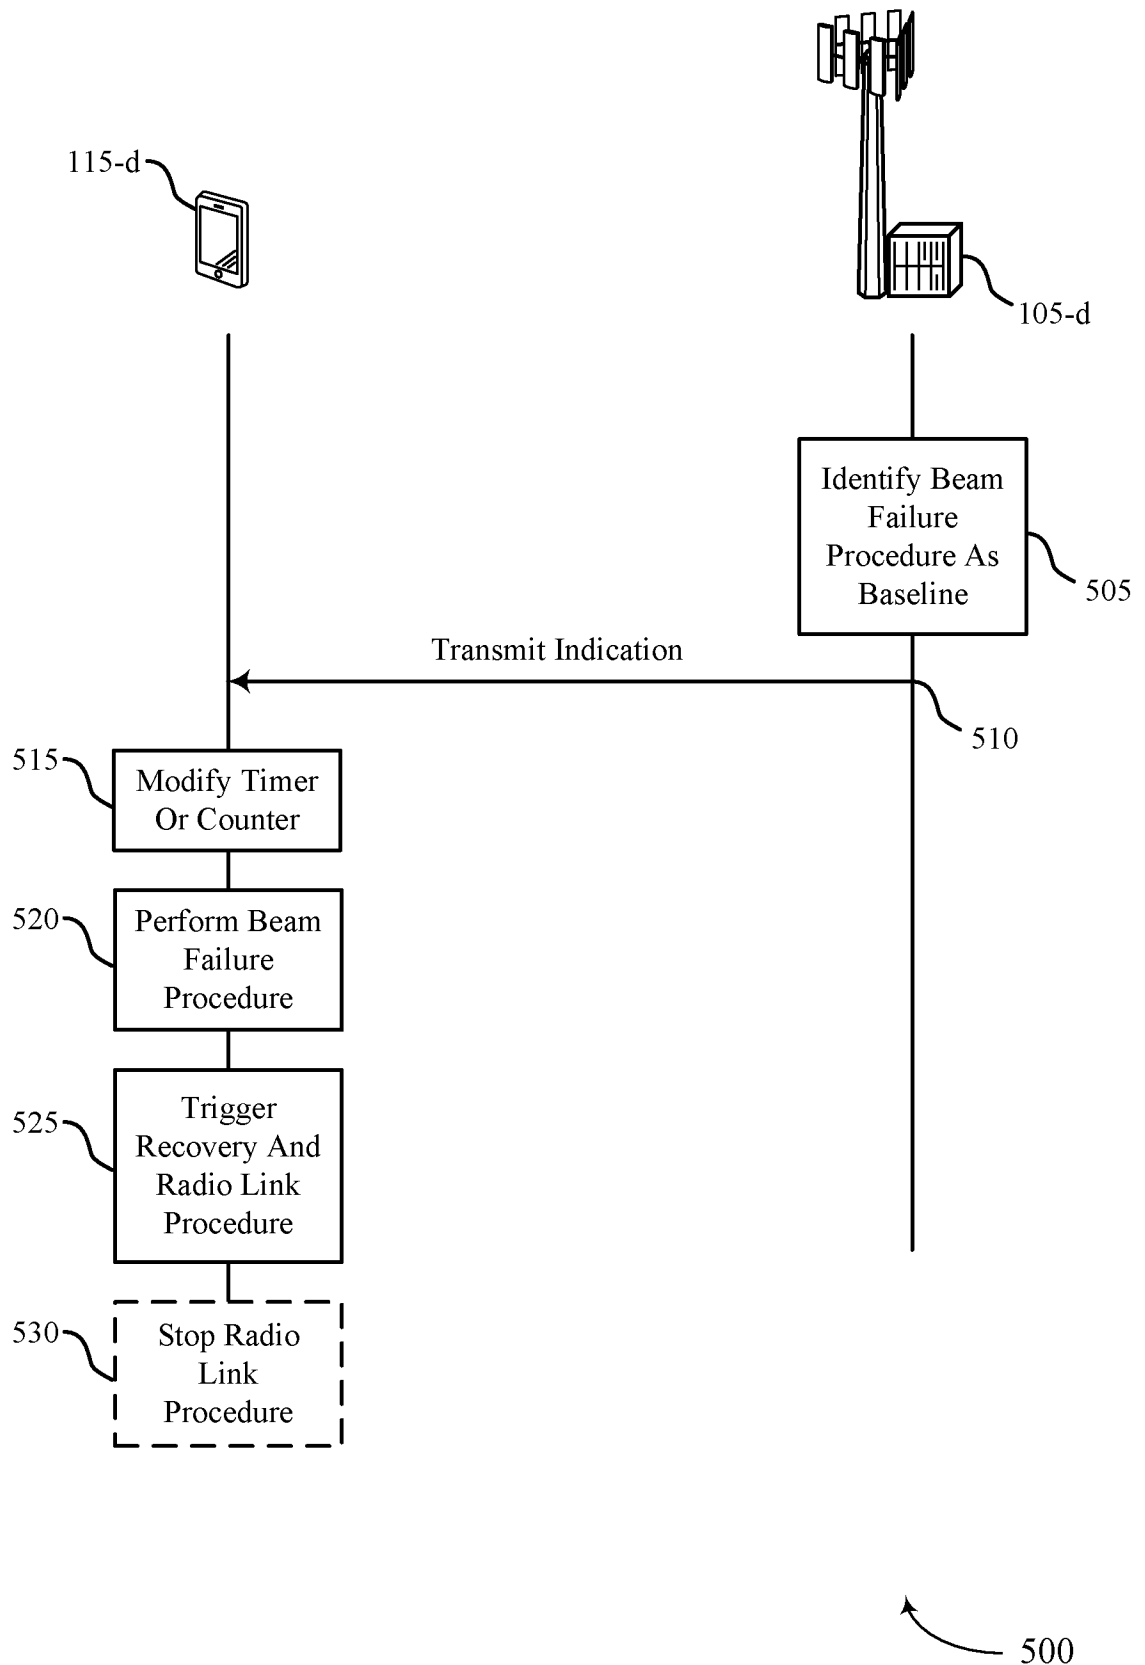 115-d
105-d
Identify Beam
Failure
Procedure As
Baseline
505
Transmit Indication
510
515
Modify Timer
Or Counter
520
Perform Beam
Failure
Procedure
525
Trigger
Recovery And
Radio Link
Procedure
530
Stop Radio
Link
Procedure
500